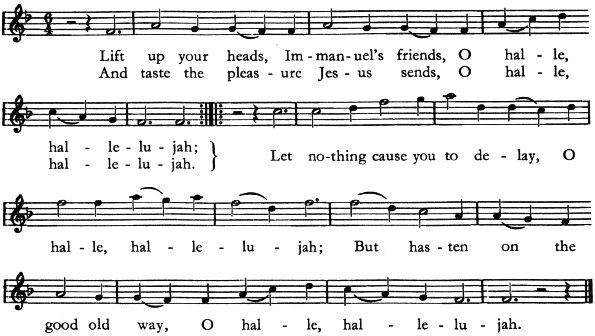 Lift up your heads, Im-man-uel's friends, O hal-le,
And taste the pleas-ure Jes-us sends, O hal-le,
hal-le-lu-jah;
hal-le-lu-jah.
Let no-thing cause you to de-lay, O
hal-le, hal-le-lu-jah; But has-ten on the
good old way, O hal-le, hal-le-lu-jah.